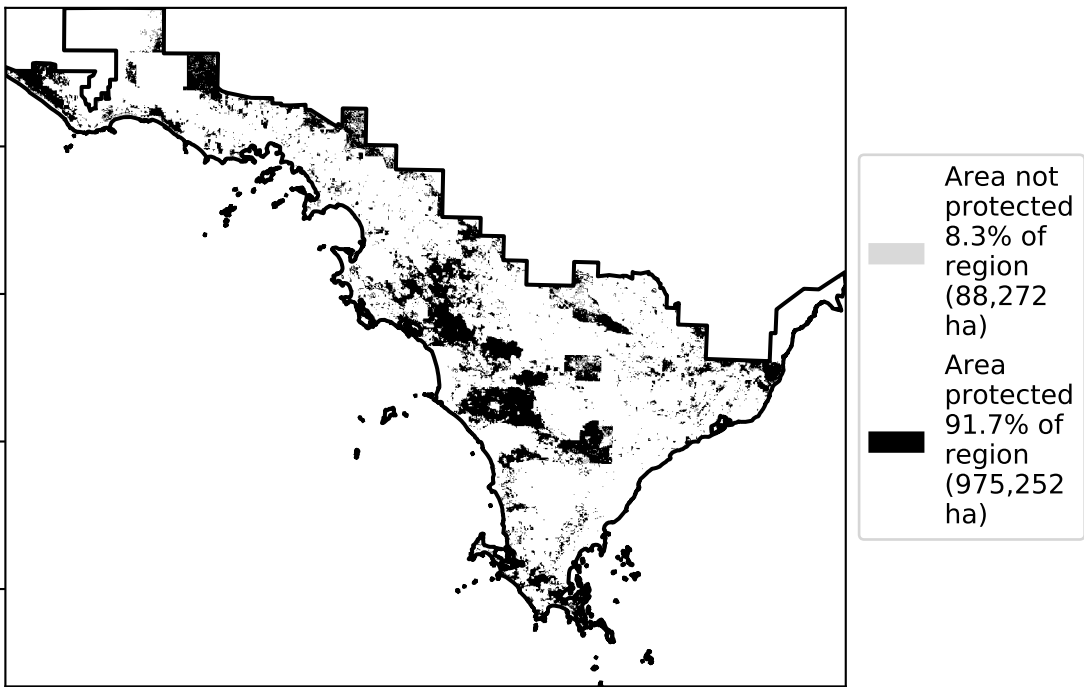 Area not
protected
8.3% of
region
(88,272
ha)
Area
protected
91.7% of
region
(975,252
ha)